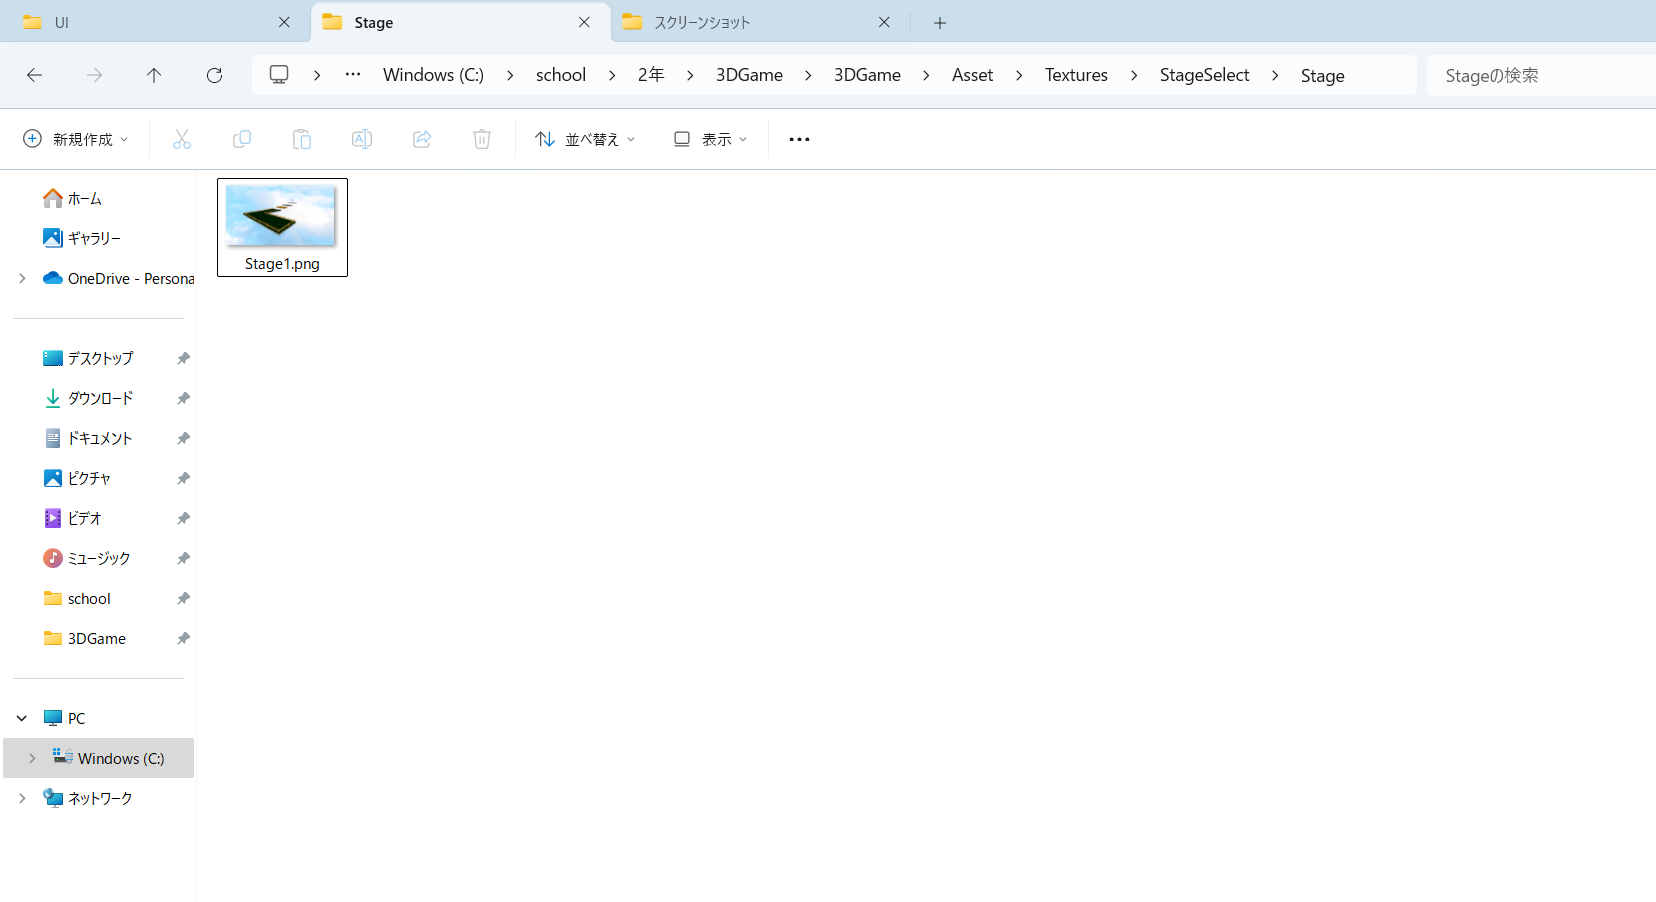 UI
Stage
スクリーンショット
Windows (C:) school 2年 3DGame 3DGame Asset Textures StageSelect Stage
Stageの検索
新規作成 並べ替え 表示
ホーム
ギャラリー
OneDrive - Persona
デスクトップ
ダウンロード
ドキュメント
ピクチャ
ビデオ
ミュージック
school
3DGame
PC
Windows (C:)
ネットワーク
Stage1.png